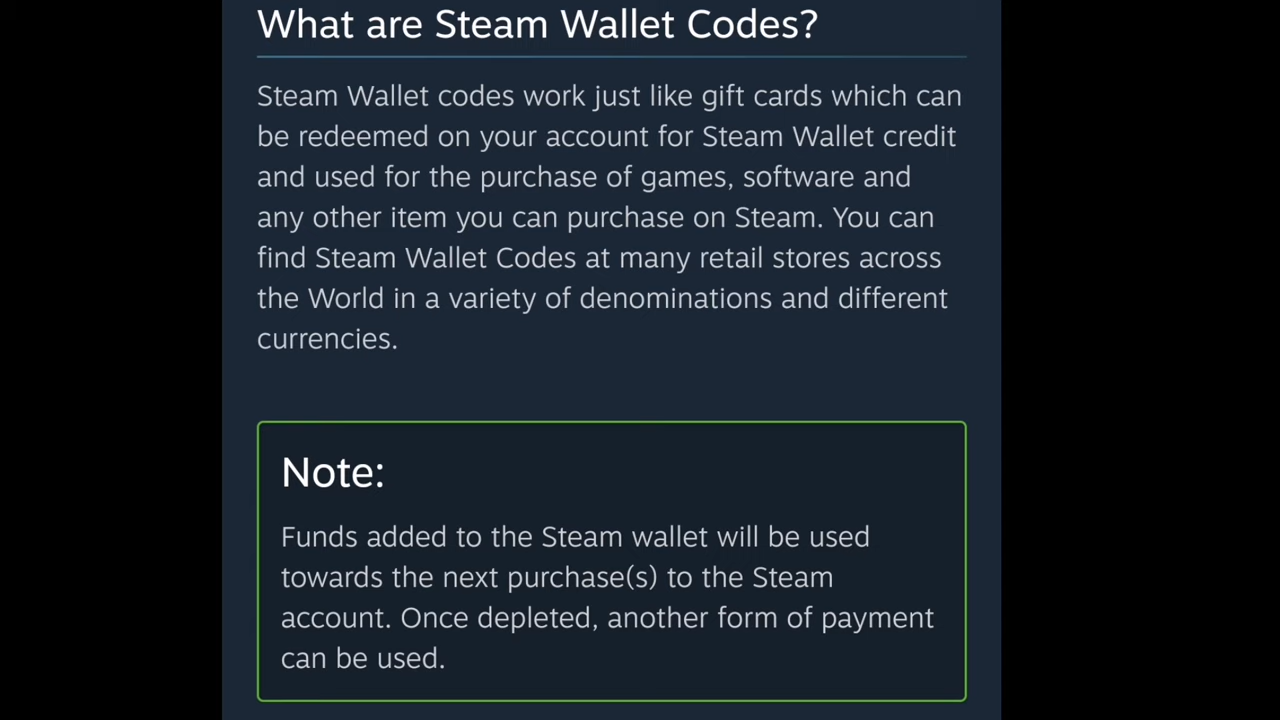 What are Steam Wallet Codes?
Steam Wallet codes work just like gift cards which can
be redeemed on your account for Steam Wallet credit
and used for the purchase of games, software and
any other item you can purchase on Steam. You can
find Steam Wallet Codes at many retail stores across
the World in a variety of denominations and different
currencies.
Note:
Funds added to the Steam wallet will be used
towards the next purchase(s) to the Steam
account. Once depleted, another form of payment
can be used.